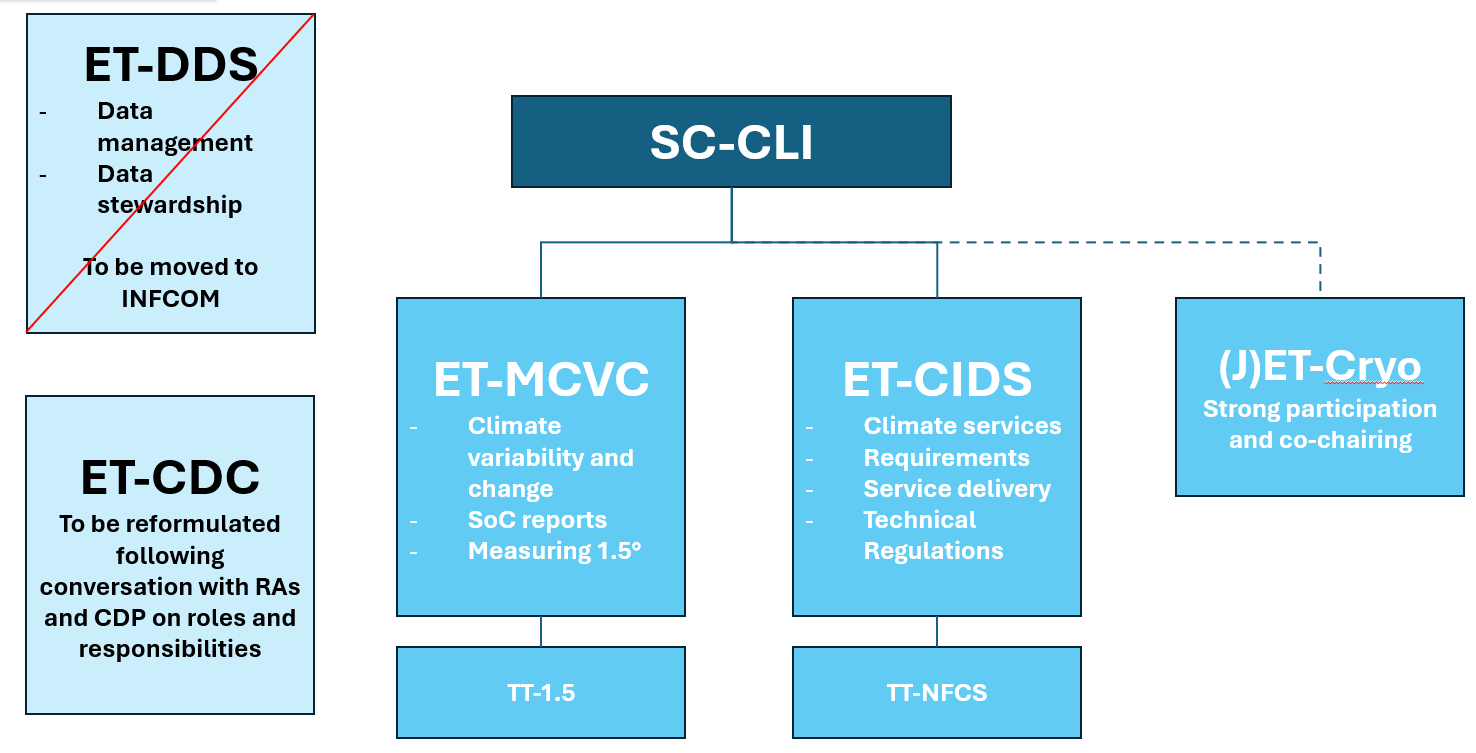 ET-DDS
- Data
management
- Data
stewardship
To be moved to
INFCOM
ET-CDC
To be reformulated
following
conversation with RAs
and CDP on roles and
responsibilities
SC-CLI
ET-MCVC
- Climate
variability and
change
- SoC reports
- Measuring 1.5°
TT-1.5
ET-CIDS
- Climate services
- Requirements
- Service delivery
- Technical
Regulations
TT-NFCS
(J)ET-Cryo
Strong participation
and co-chairing